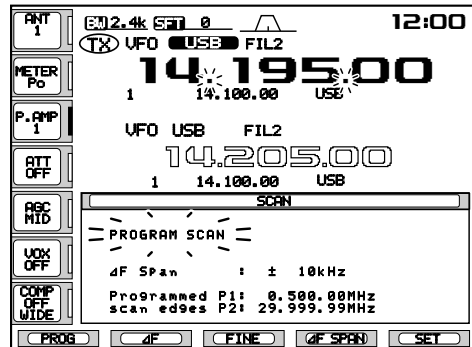 ANT 1
BW 2.4k SFT 0
12:00
TX VFO USB FIL2
METER Po
14.195.00
1 14.100.00 USB
P.AMP 1
VFO USB FIL2
14.205.00
ATT OFF
1 14.100.00 USB
AGC MID
SCAN
PROGRAM SCAN
VOX OFF
⊿F SPan : ± 10kHz
COMP OFF WIDE
Programmed P1: 0.500.00MHz
scan edges P2: 29.999.99MHz
PROG ⊿F FINE ⊿F SPAN SET